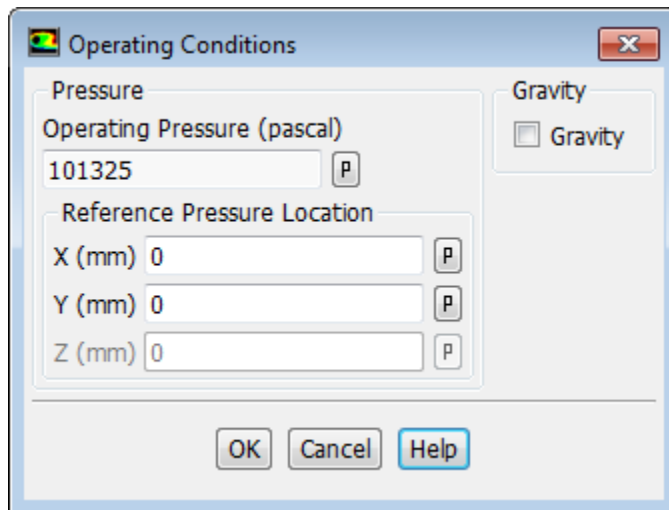 Operating Conditions
Pressure
Operating Pressure (pascal)
101325 P
Reference Pressure Location
X (mm) 0 P
Y (mm) 0 P
Z (mm) 0 P
Gravity
Gravity
OK Cancel Help